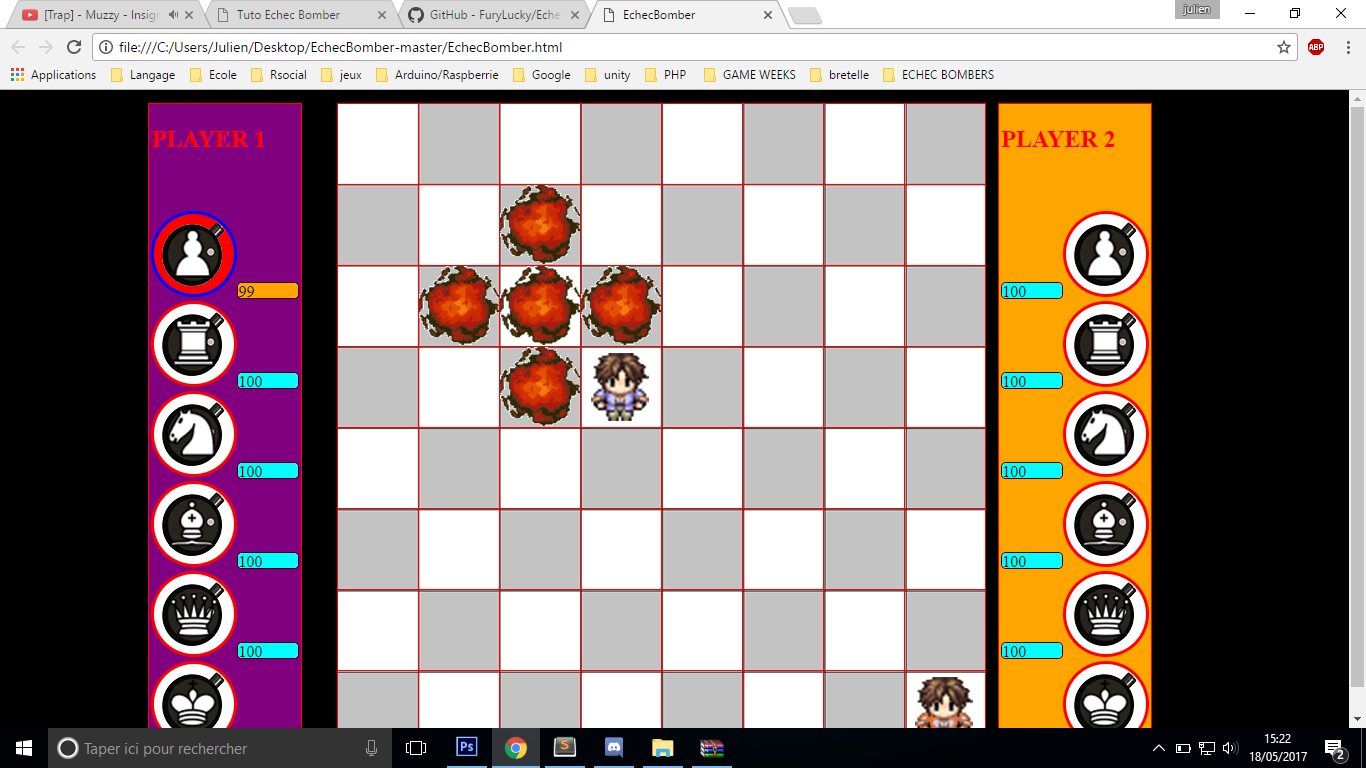 [Trap] - Muzzy - Insign
Tuto Echec Bomber
GitHub - FuryLucky/Eche
EchecBomber
julien
file:///C:/Users/Julien/Desktop/EchecBomber-master/EchecBomber.html
ABP
Applications
Langage
Ecole
Rsocial
jeux
Arduino/Raspberrie
Google
unity
PHP
GAME WEEKS
bretelle
ECHEC BOMBERS
PLAYER 1
99
100
100
100
100
PLAYER 2
100
100
100
100
100
Taper ici pour rechercher
Ps
S
15:22
18/05/2017
2